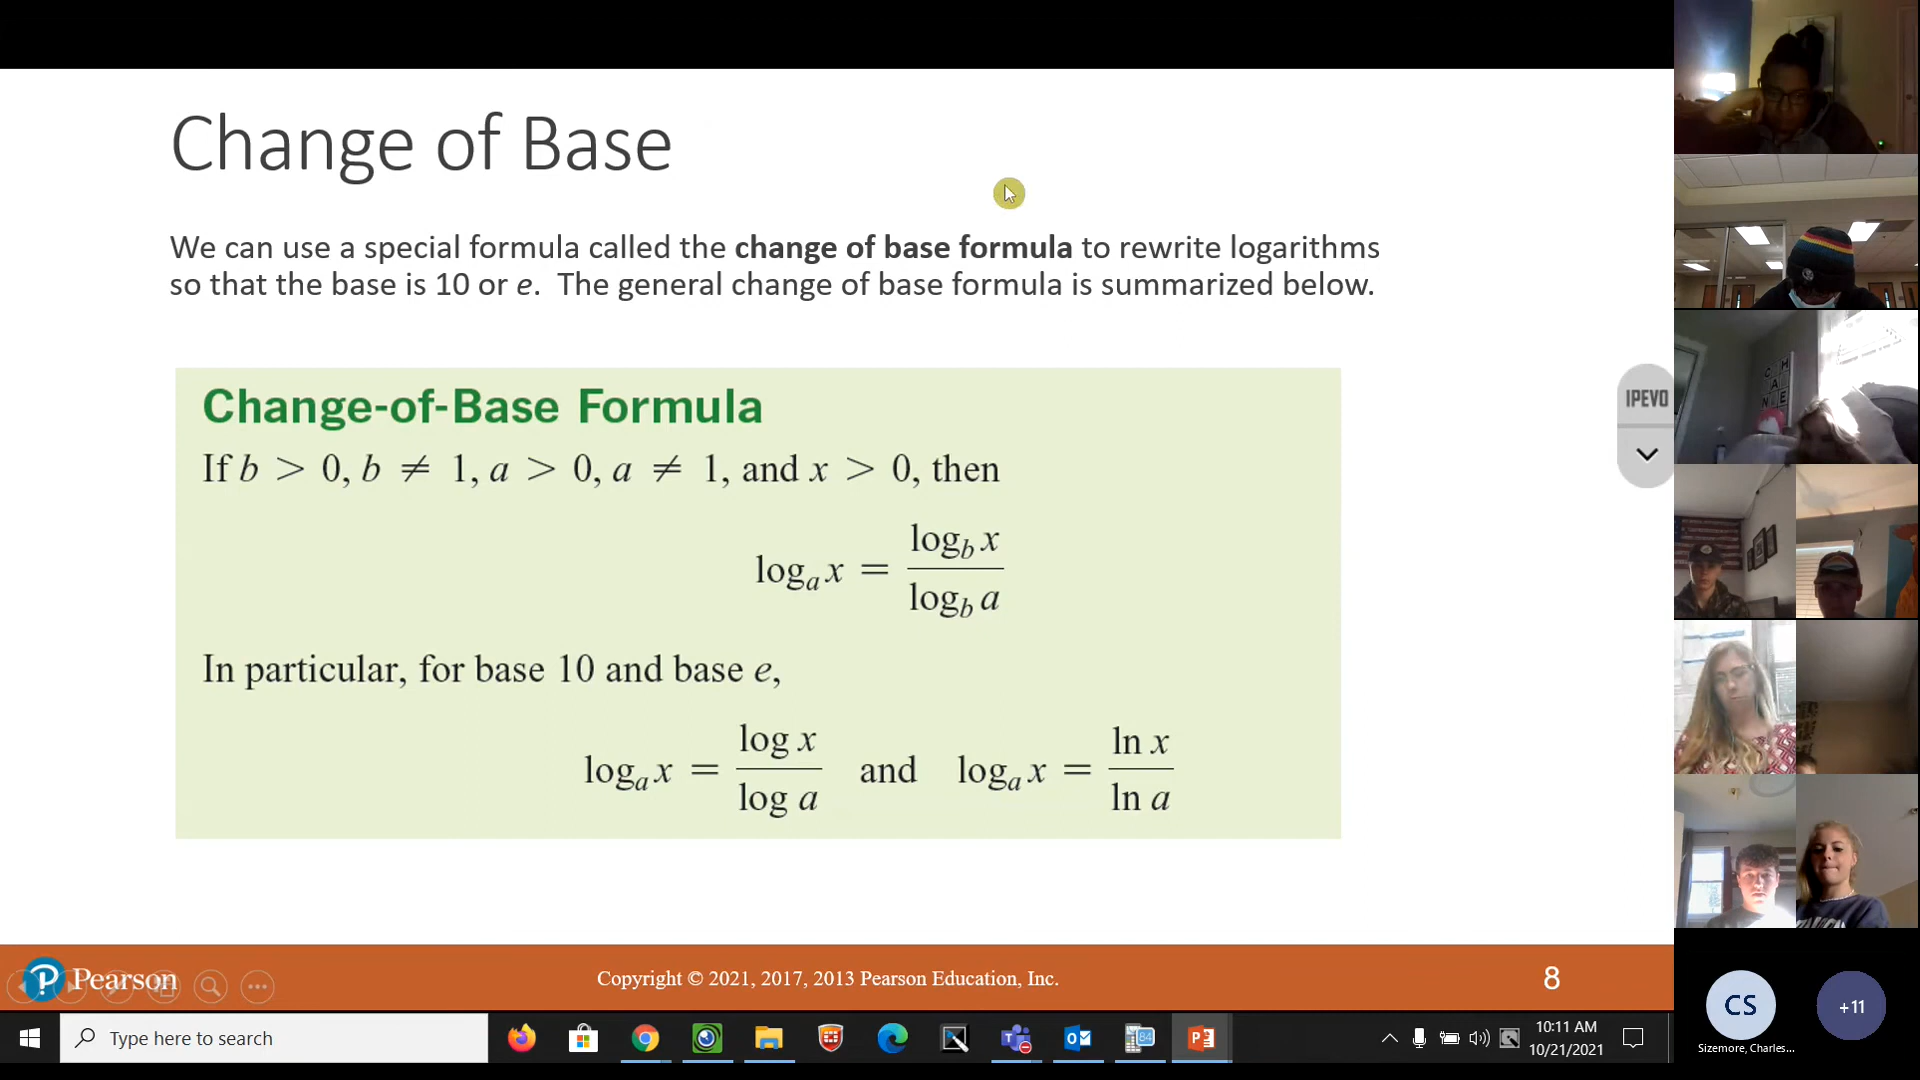 Change of Base
We can use a special formula called the change of base formula to rewrite logarithms
so that the base is 10 or e. The general change of base formula is summarized below.
Change-of-Base Formula
If b > 0, b ≠ 1, a > 0, a ≠ 1, and x > 0, then
logₐ x = log_b x / log_b a
In particular, for base 10 and base e,
logₐ x = log x / log a and logₐ x = ln x / ln a
IPEVO
C H
A
N E
Pearson
Copyright © 2021, 2017, 2013 Pearson Education, Inc.
8
CS
+11
Sizemore, Charles...
Type here to search
84
10:11 AM
10/21/2021